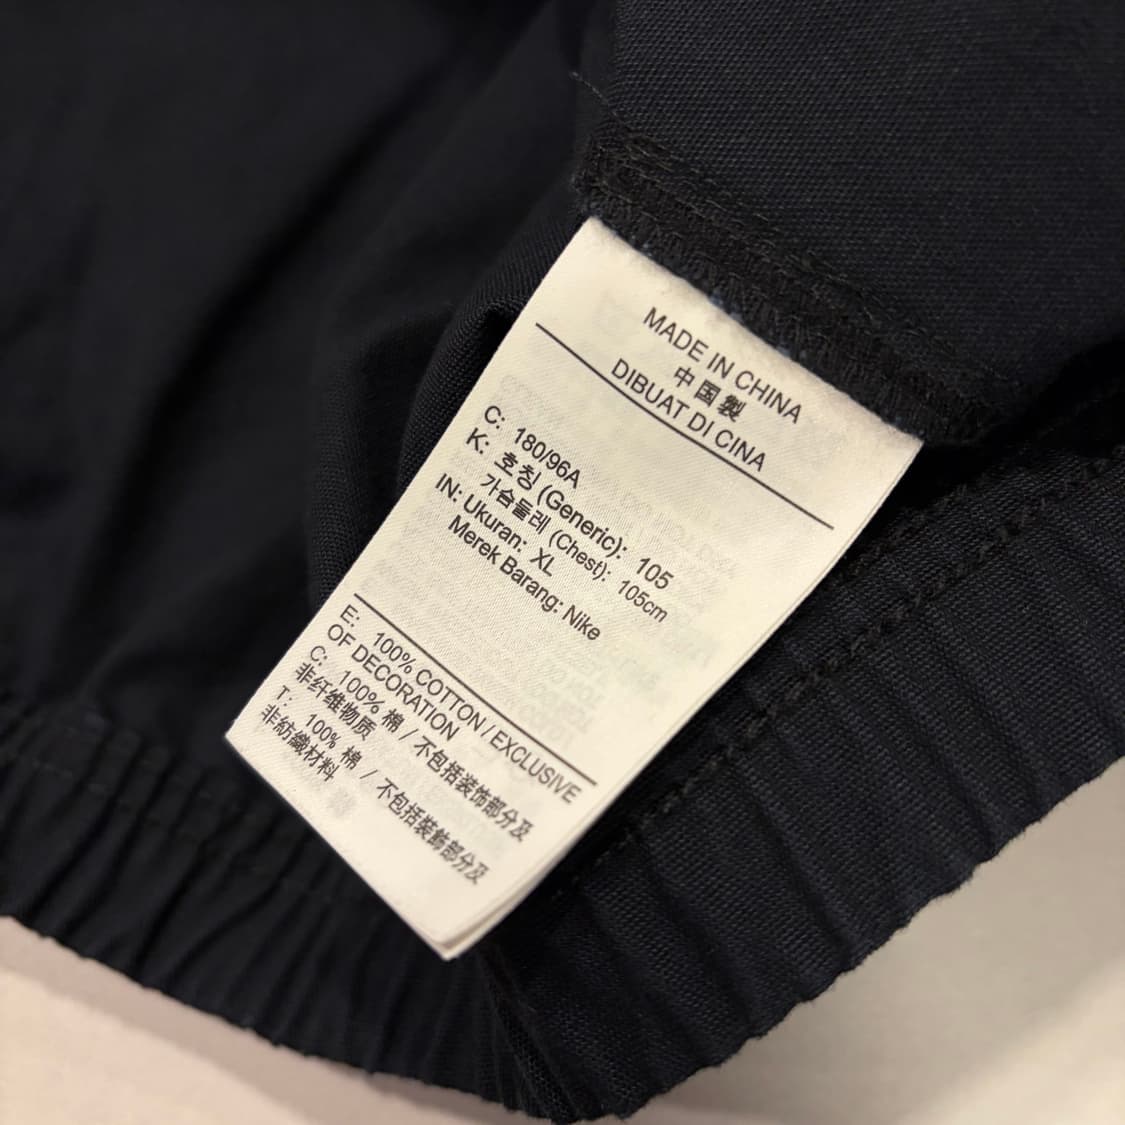 MADE IN CHINA
中国製
DIBUAT DI CINA
C: 180/96A
K: 호칭 (Generic): 105
가슴둘레 (Chest): 105cm
IN: Ukuran: XL
Merek Barang: Nike
E: 100% COTTON / EXCLUSIVE
OF DECORATION
C: 100% 棉 / 不包括装饰部分及
非纤维物质
T: 100% 棉 / 不包括裝飾部分及
非紡織材料